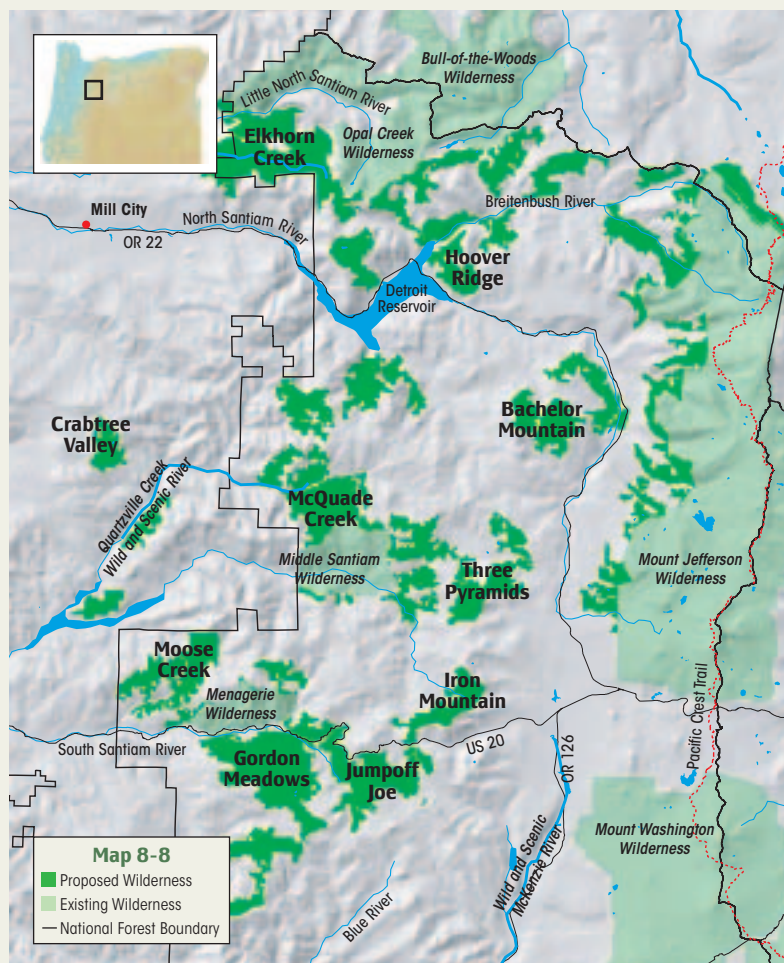 Bull-of-the-Woods
Wilderness
Little North Santiam River
Elkhorn
Creek
Opal Creek
Wilderness
Mill City
North Santiam River
Breitenbush River
OR 22
Hoover
Ridge
Detroit
Reservoir
Crabtree
Valley
Bachelor
Mountain
Quartzville Creek
Wild and Scenic River
McQuade
Creek
Middle Santiam
Wilderness
Three
Pyramids
Mount Jefferson
Wilderness
Moose
Creek
Menagerie
Wilderness
Iron
Mountain
Pacific Crest Trail
South Santiam River
US 20
OR 126
Gordon
Meadows
Jumpoff
Joe
Mount Washington
Wilderness
Wild and Scenic
McKenzie River
Blue River
Map 8-8
Proposed Wilderness
Existing Wilderness
National Forest Boundary